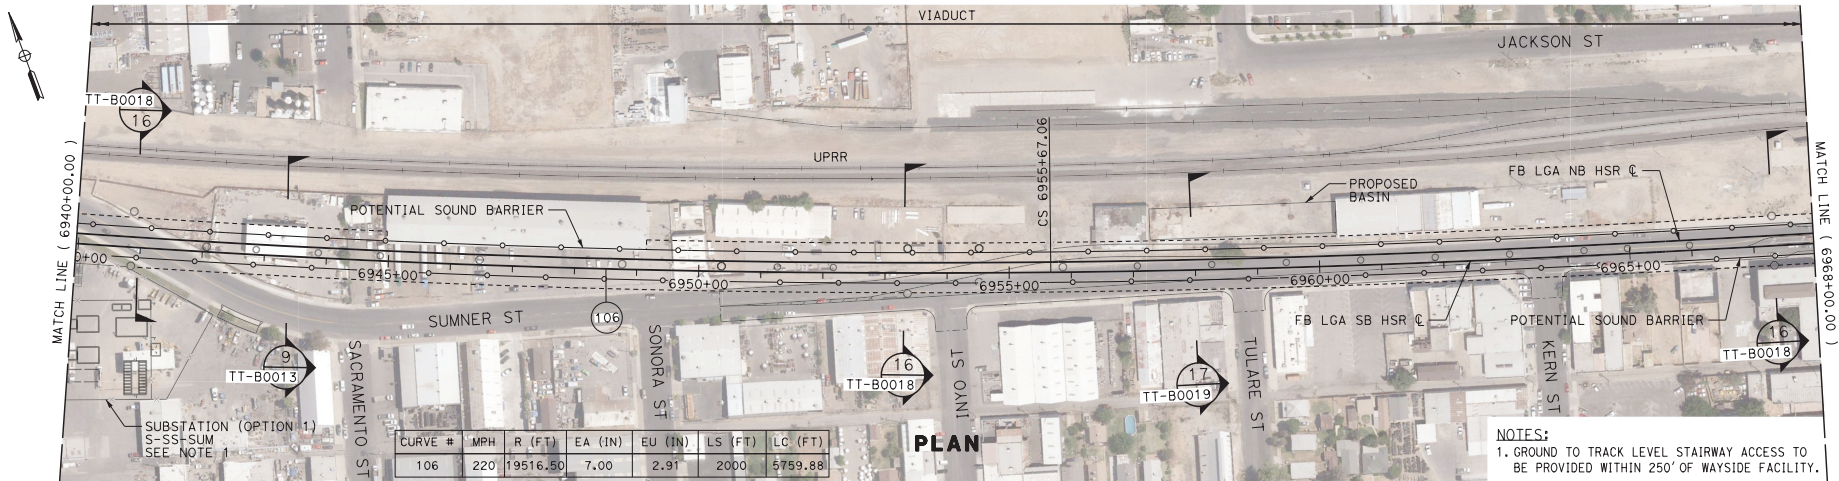 VIADUCT
JACKSON ST
TT-B0018
16
MATCH LINE ( 6940+00.00 )
UPRR
CS 6955+67.06
FB LGA NB HSR ℄
MATCH LINE ( 6968+00.00 )
PROPOSED
BASIN
POTENTIAL SOUND BARRIER
0+00
6945+00
6950+00
6955+00
6960+00
6965+00
SUMNER ST
106
FB LGA SB HSR ℄
POTENTIAL SOUND BARRIER
9
TT-B0013
16
TT-B0018
17
TT-B0019
16
TT-B0018
SACRAMENTO ST
SONORA ST
INYO ST
TULARE ST
KERN ST
SUBSTATION (OPTION 1)
S-SS-SUM
SEE NOTE 1
CURVE # MPH R (FT) EA (IN) EU (IN) LS (FT) LC (FT)
106 220 19516.50 7.00 2.91 2000 5759.88
PLAN
NOTES:
1. GROUND TO TRACK LEVEL STAIRWAY ACCESS TO
BE PROVIDED WITHIN 250' OF WAYSIDE FACILITY.